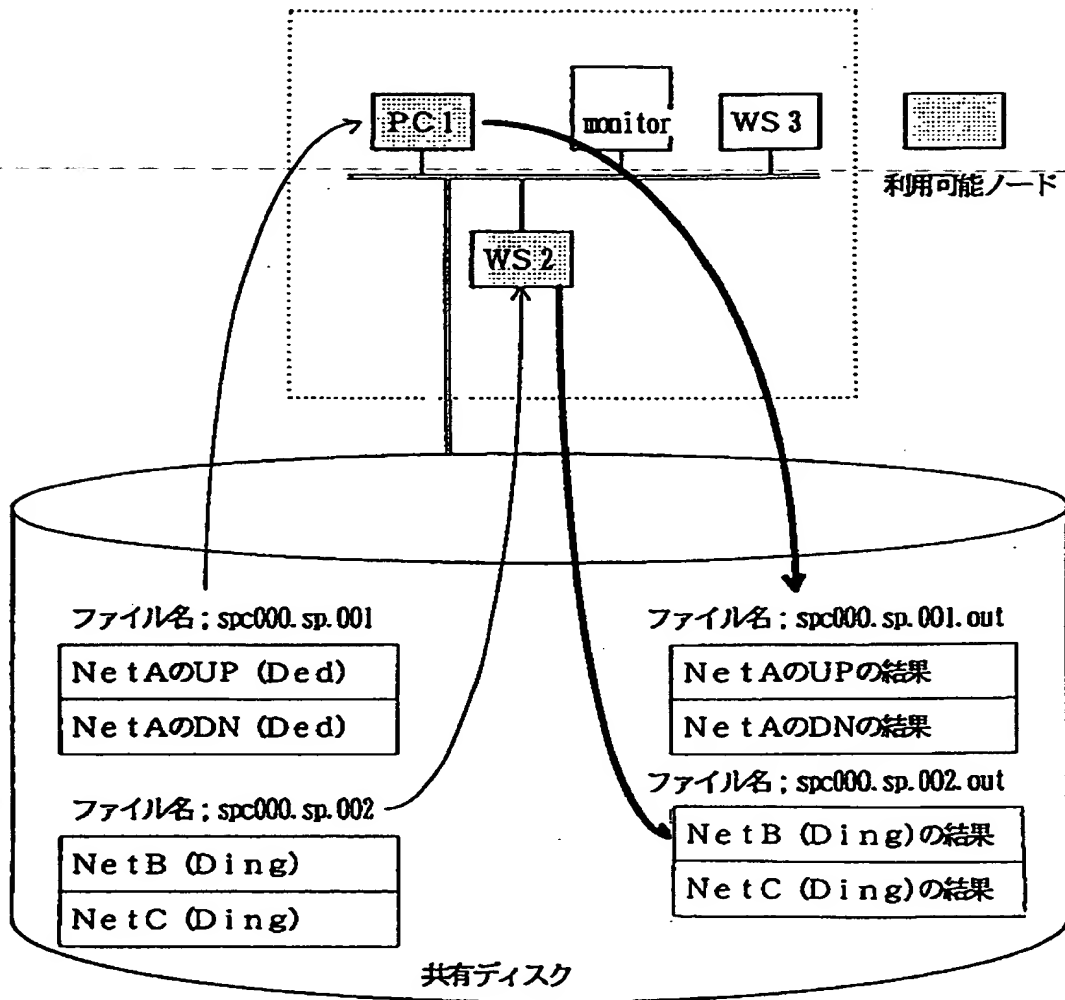 PC1
monitor
WS3
利用可能ノード
WS2
ファイル名；spc000.sp.001
NetAのUP (Ded)
NetAのDN (Ded)
ファイル名；spc000.sp.002
NetB (Ding)
NetC (Ding)
ファイル名；spc000.sp.001.out
NetAのUPの結果
NetAのDNの結果
ファイル名；spc000.sp.002.out
NetB (Ding)の結果
NetC (Ding)の結果
共有ディスク